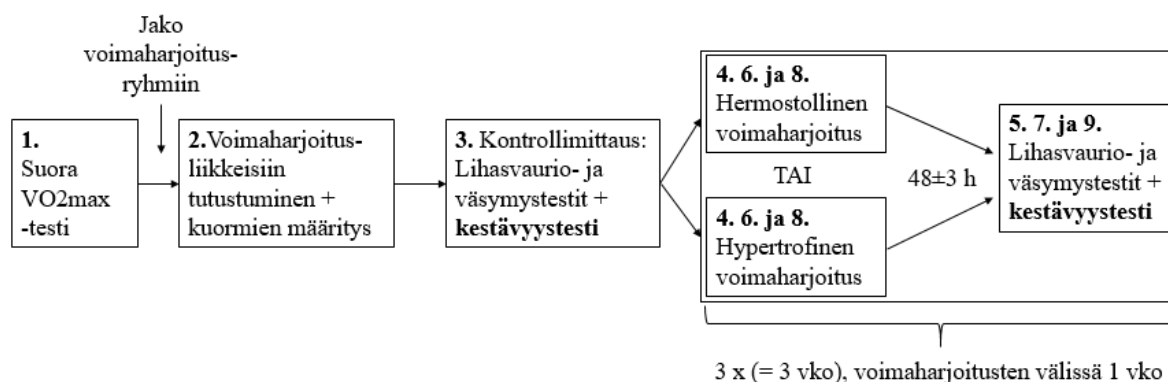 Jako
voimaharjoitus-
ryhmiin
1.
Suora
VO2max
-testi
2.Voimaharjoitus-
liikkeisiin
tutustuminen +
kuormien määritys
3. Kontrollimittaus:
Lihasvaurio- ja
väsymystestit +
kestävyystesti
4. 6. ja 8.
Hermostollinen
voimaharjoitus
TAI
4. 6. ja 8.
Hypertrofinen
voimaharjoitus
48±3 h
5. 7. ja 9.
Lihasvaurio- ja
väsymystestit +
kestävyystesti
3 x (= 3 vko), voimaharjoitusten välissä 1 vko